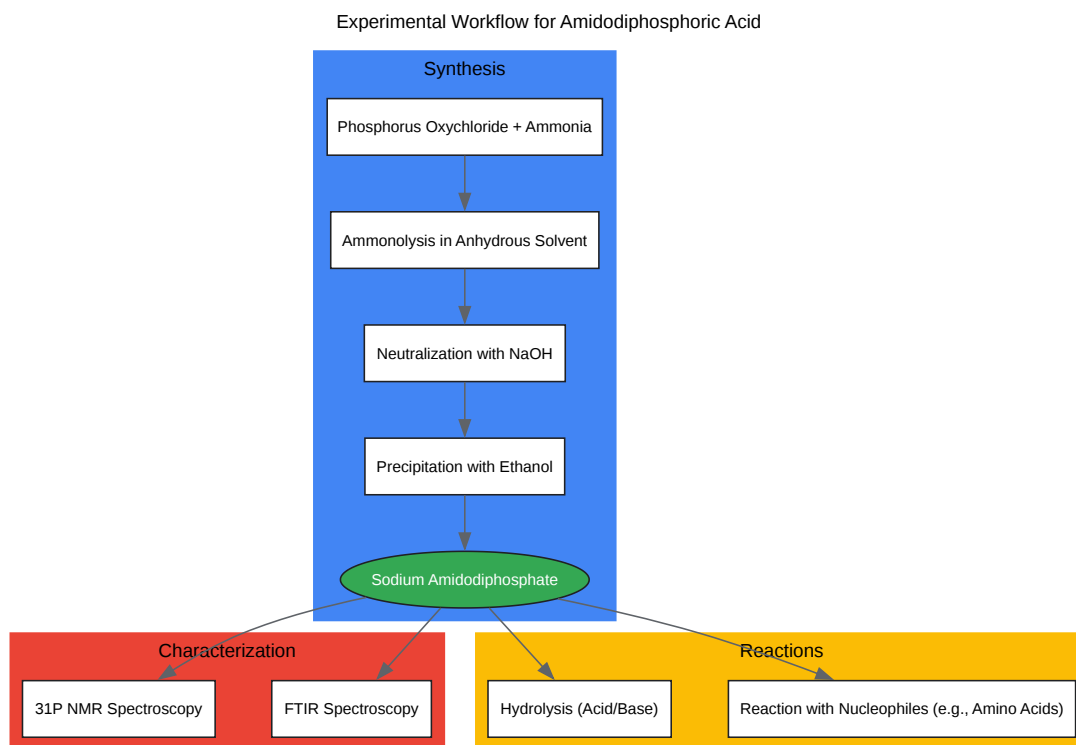 Experimental Workflow for Amidodiphosphoric Acid
Synthesis
Phosphorus Oxychloride + Ammonia
Ammonolysis in Anhydrous Solvent
Neutralization with NaOH
Precipitation with Ethanol
Sodium Amidodiphosphate
Characterization
31P NMR Spectroscopy
FTIR Spectroscopy
Reactions
Hydrolysis (Acid/Base)
Reaction with Nucleophiles (e.g., Amino Acids)